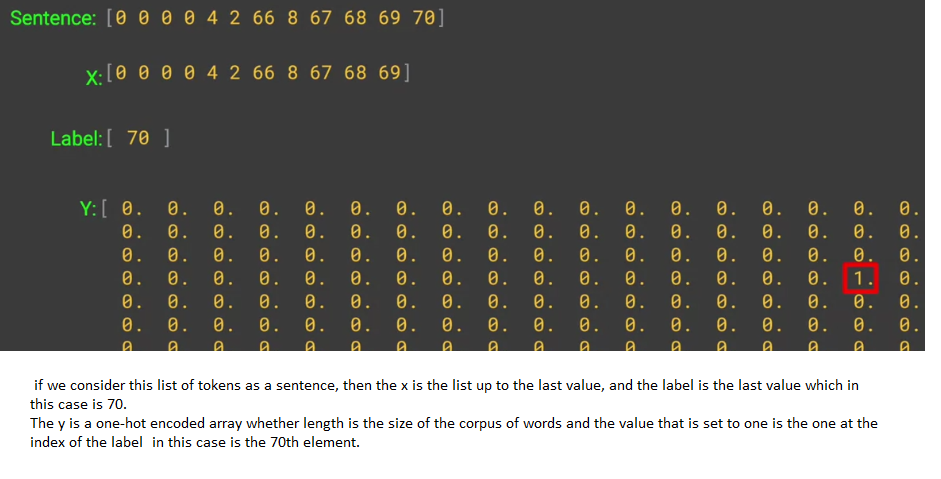 Sentence: [0 0 0 0 4 2 66 8 67 68 69 70]
X: [0 0 0 0 4 2 66 8 67 68 69]
Label: [ 70 ]
Y: [ 0. 0. 0. 0. 0. 0. 0. 0. 0. 0. 0. 0. 0. 0. 0. 0. 0. 0.
0. 0. 0. 0. 0. 0. 0. 0. 0. 0. 0. 0. 0. 0. 0. 0. 0. 0.
0. 0. 0. 0. 0. 0. 0. 0. 0. 0. 0. 0. 0. 0. 0. 0. 0. 0.
0. 0. 0. 0. 0. 0. 0. 0. 0. 0. 0. 0. 0. 0. 0. 0. 1. 0.
0. 0. 0. 0. 0. 0. 0. 0. 0. 0. 0. 0. 0. 0. 0. 0. 0. 0.
0. 0. 0. 0. 0. 0. 0. 0. 0. 0. 0. 0. 0. 0. 0. 0. 0. 0.
if we consider this list of tokens as a sentence, then the x is the list up to the last value, and the label is the last value which in
this case is 70.
The y is a one-hot encoded array whether length is the size of the corpus of words and the value that is set to one is the one at the
index of the label in this case is the 70th element.